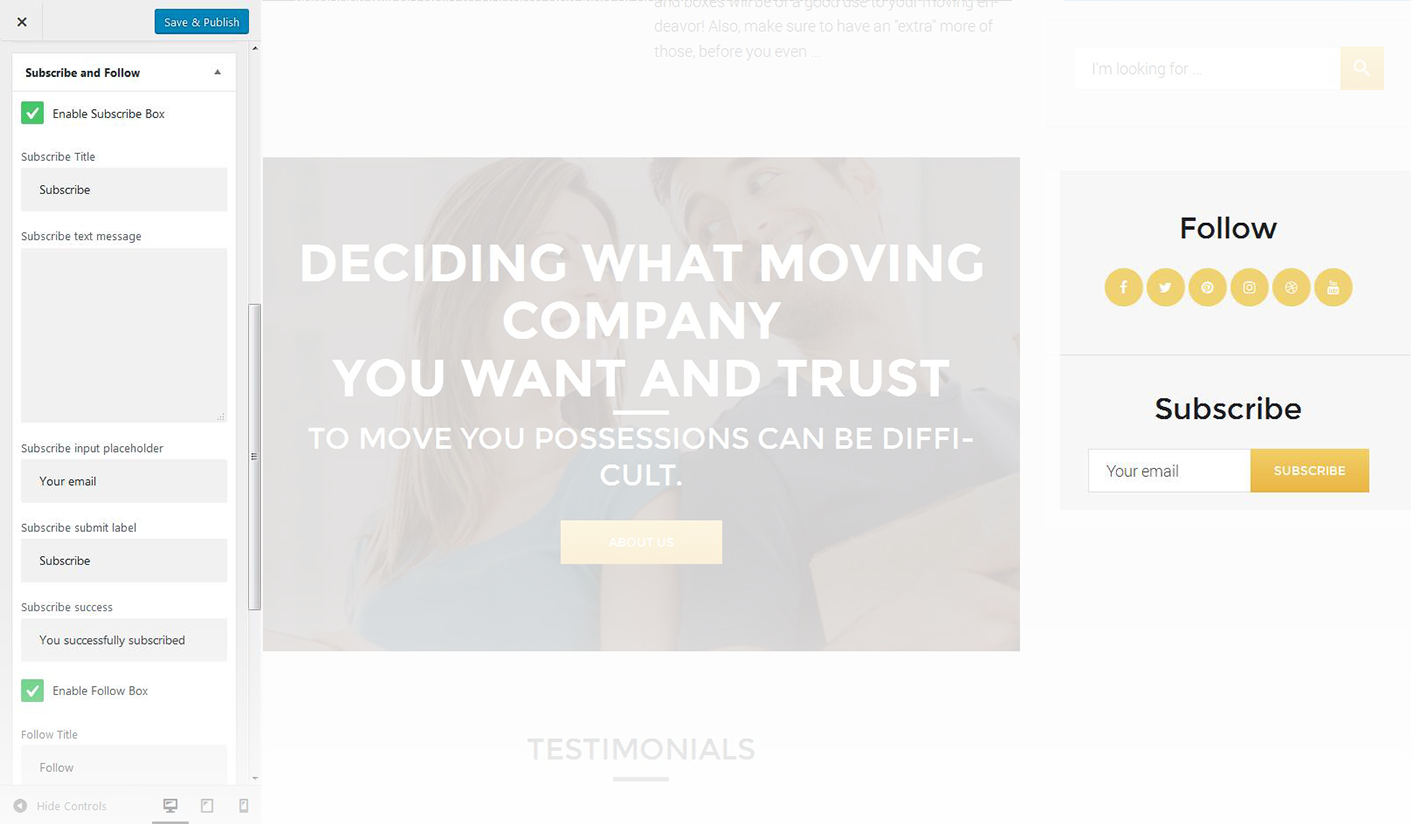 Save & Publish
Subscribe and Follow
Enable Subscribe Box
Subscribe Title
Subscribe
Subscribe text message
Subscribe input placeholder
Your email
Subscribe submit label
Subscribe
Subscribe success
You successfully subscribed
Enable Follow Box
Follow Title
Follow
Hide Controls
and boxes will be of a good use to your moving en-
deavor! Also, make sure to have an "extra" more of
those, before you even ...
DECIDING WHAT MOVING
COMPANY
YOU WANT AND TRUST
TO MOVE YOU POSSESSIONS CAN BE DIFFI-
CULT.
ABOUT US
TESTIMONIALS
I'm looking for ...
Follow
Subscribe
Your email
SUBSCRIBE